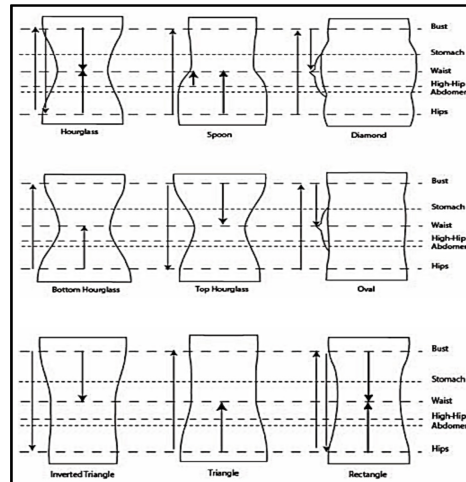 Bust
Stomach
Waist
High-Hip
Abdomen
Hips
Hourglass
Spoon
Diamond
Bust
Stomach
Waist
High-Hip
Abdomen
Hips
Bottom Hourglass
Top Hourglass
Oval
Bust
Stomach
Waist
High-Hip
Abdomen
Hips
Inverted Triangle
Triangle
Rectangle